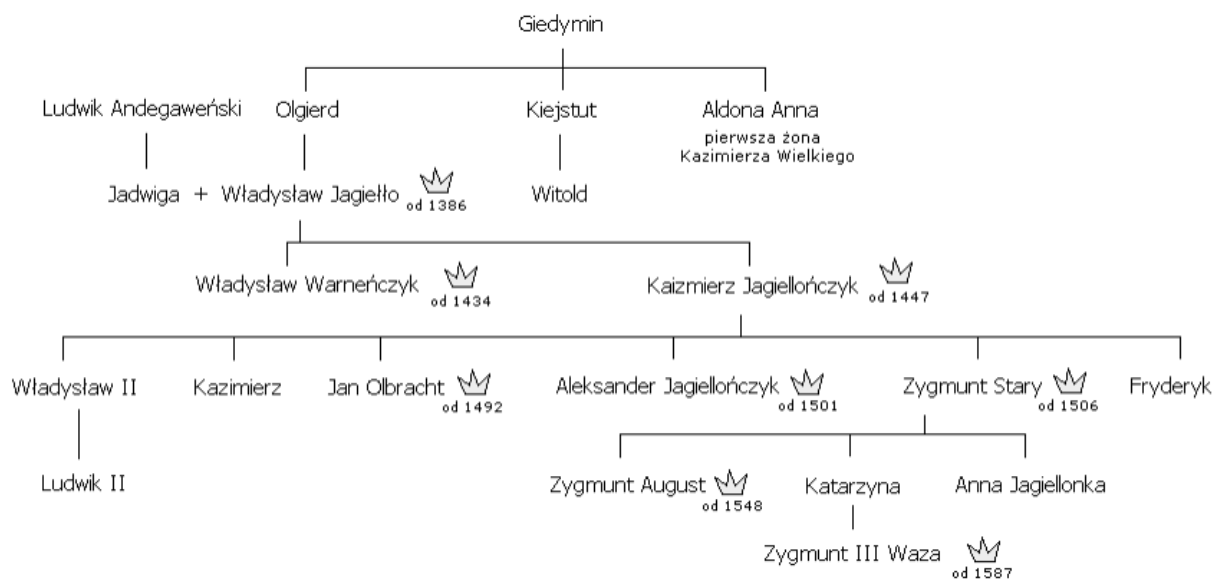 Giedymin
Ludwik Andegaweński
Olgierd
Kiejstut
Aldona Anna
pierwsza żona
Kazimierza Wielkiego
Jadwiga + Władysław Jagiełło
od 1386
Witold
Władysław Warneńczyk
od 1434
Kaizmierz Jagiellończyk
od 1447
Władysław II
Kazimierz
Jan Olbracht
od 1492
Aleksander Jagiellończyk
od 1501
Zygmunt Stary
od 1506
Fryderyk
Ludwik II
Zygmunt August
od 1548
Katarzyna
Anna Jagiellonka
Zygmunt III Waza
od 1587